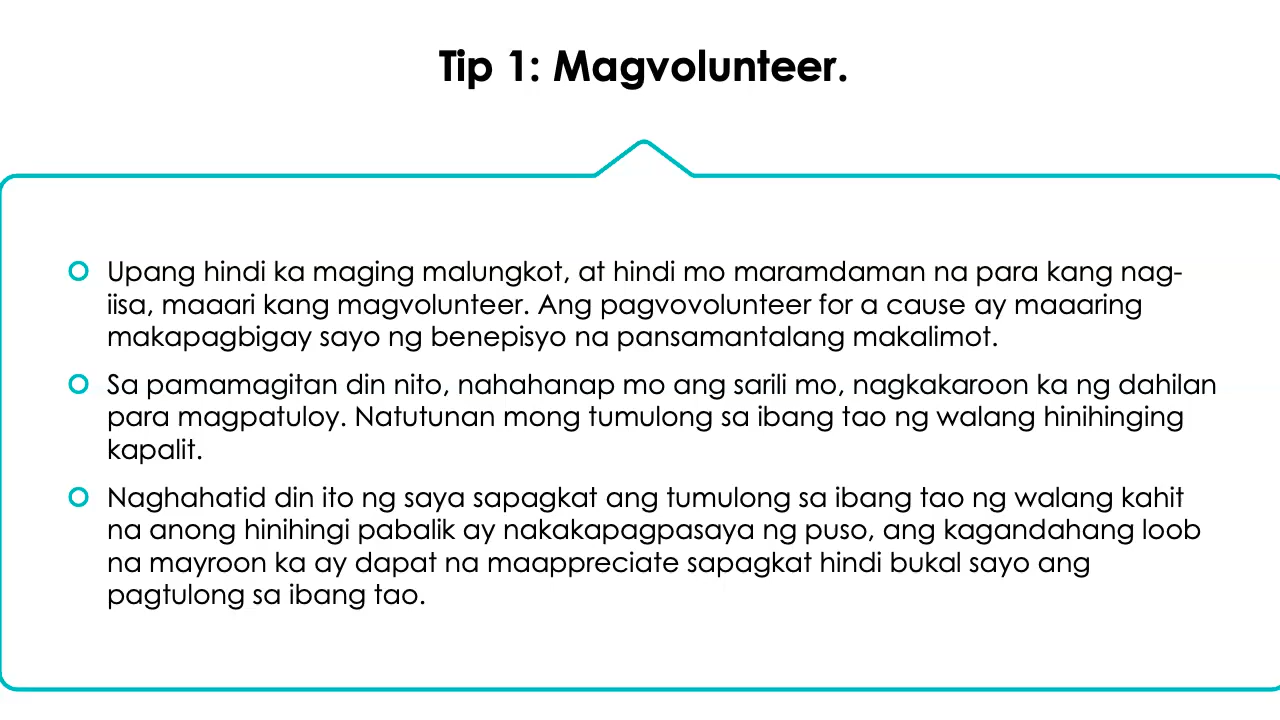 Tip 1: Magvolunteer.
Upang hindi ka maging malungkot, at hindi mo maramdaman na para kang nag-
iisa, maaari kang magvolunteer. Ang pagvovolunteer for a cause ay maaaring
makapagbigay sayo ng benepisyo na pansamantalang makalimot.
Sa pamamagitan din nito, nahahanap mo ang sarili mo, nagkakaroon ka ng dahilan
para magpatuloy. Natutunan mong tumulong sa ibang tao ng walang hinihinging
kapalit.
Naghahatid din ito ng saya sapagkat ang tumulong sa ibang tao ng walang kahit
na anong hinihingi pabalik ay nakakapagpasaya ng puso, ang kagandahang loob
na mayroon ka ay dapat na maappreciate sapagkat hindi bukal sayo ang
pagtulong sa ibang tao.